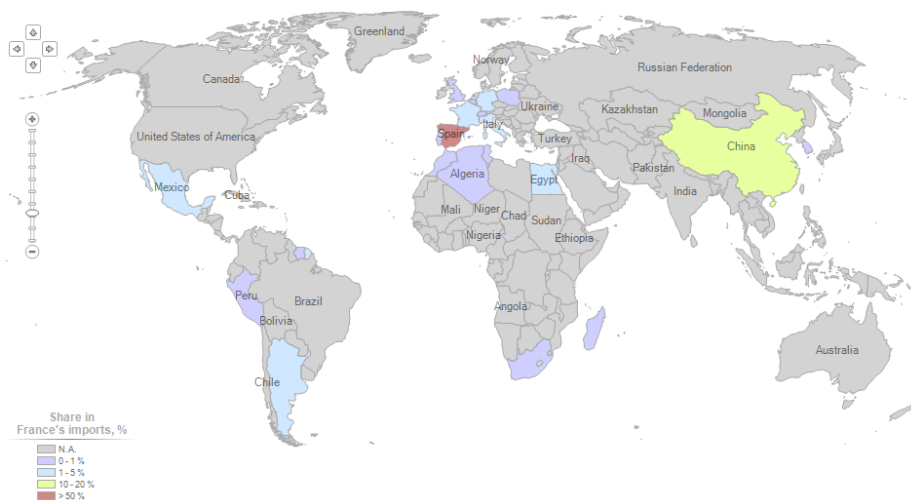 Greenland
Norway
Russian Federation
Canada
Ukraine
Kazakhstan
Mongolia
United States of America
Spain
Italy
Turkey
China
Mexico
Cuba
Algeria
Egypt
Iraq
Pakistan
India
Mali
Niger
Chad
Sudan
Nigeria
Ethiopia
Peru
Brazil
Bolivia
Angola
Chile
Australia
Share in
France's imports, %
N.A.
0 - 1 %
1 - 5 %
10 - 20 %
> 50 %